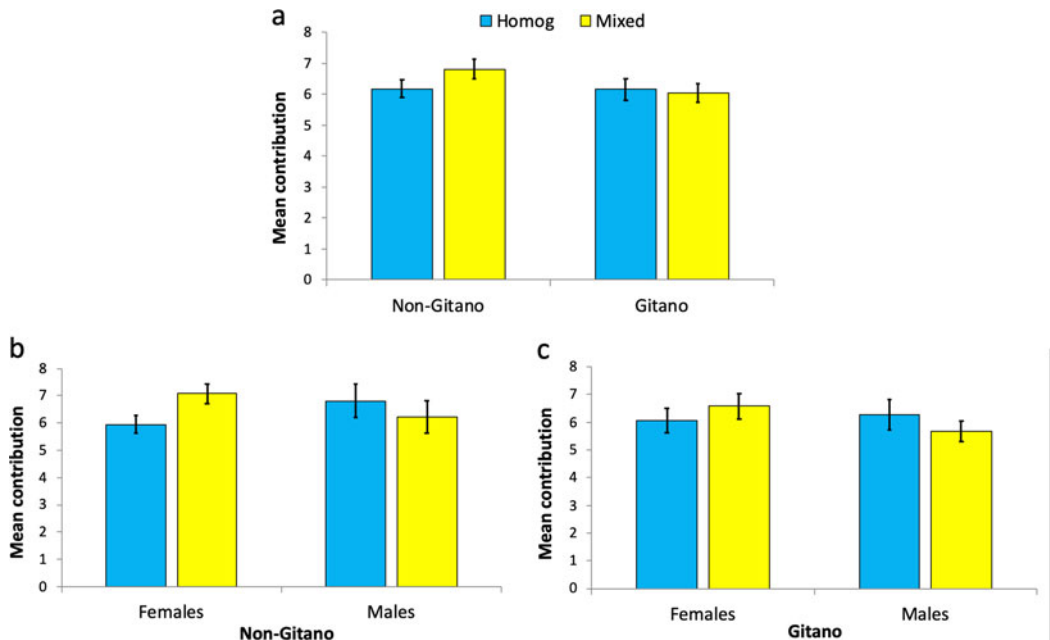 a
Homog Mixed
8
7
6
5
4
3
2
1
0
Mean contribution
Non-Gitano Gitano
b
8
7
6
5
4
3
2
1
0
Mean contribution
Females Males
Non-Gitano
c
8
7
6
5
4
3
2
1
0
Mean contribution
Females Males
Gitano